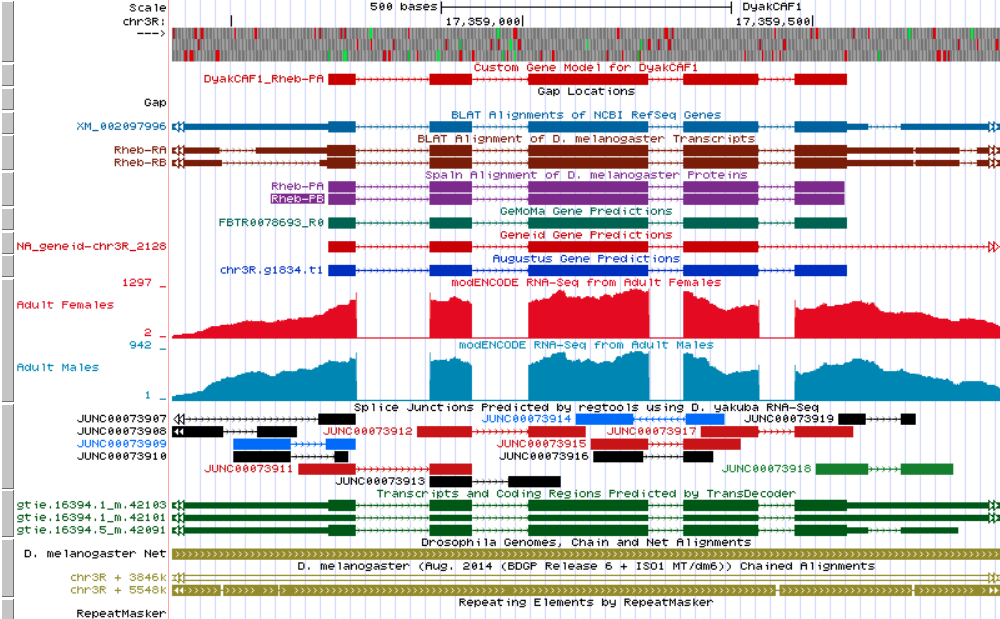 Scale 500 bases DyakCAF1
chr3R: 17,359,000 17,359,500
--->
Custom Gene Model for DyakCAF1
DyakCAF1_Rheb-PA
Gap Locations
Gap
BLAT Alignments of NCBI RefSeq Genes
XM_002097996
BLAT Alignment of D. melanogaster Transcripts
Rheb-RA
Rheb-RB
Spaln Alignment of D. melanogaster Proteins
Rheb-PA
Rheb-PB
GeMoMa Gene Predictions
FBTR0078693_R0
Geneid Gene Predictions
NA_geneid-chr3R_2128
Augustus Gene Predictions
chr3R.g1834.t1
modENCODE RNA-Seq from Adult Females
1297 _
Adult Females
2 _
modENCODE RNA-Seq from Adult Males
942 _
Adult Males
1 _
Splice Junctions Predicted by regtools using D. yakuba RNA-Seq
JUNC00073907 JUNC00073914 JUNC00073919
JUNC00073908 JUNC00073912 JUNC00073917
JUNC00073909 JUNC00073915
JUNC00073910 JUNC00073916
JUNC00073911 JUNC00073918
JUNC00073913
Transcripts and Coding Regions Predicted by TransDecoder
gtie.16394.1_m.42103
gtie.16394.1_m.42101
gtie.16394.5_m.42091
Drosophila Genomes, Chain and Net Alignments
D. melanogaster Net
D. melanogaster (Aug. 2014 (BDGP Release 6 + ISO1 MT/dm6)) Chained Alignments
chr3R + 3846k
chr3R + 5548k
Repeating Elements by RepeatMasker
RepeatMasker